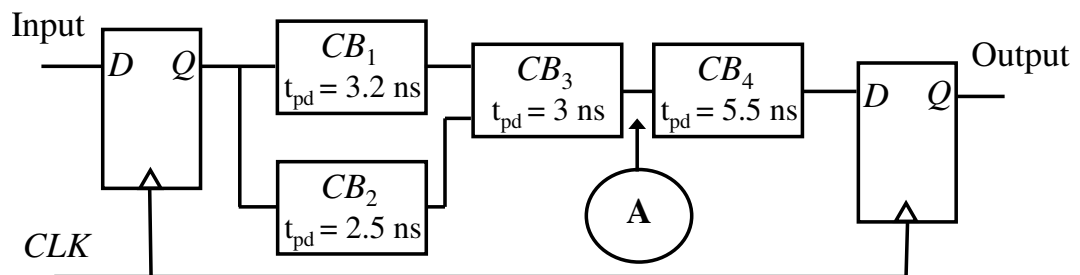 Input
D Q
CB1
tpd = 3.2 ns
CB2
tpd = 2.5 ns
CB3
tpd = 3 ns
A
CB4
tpd = 5.5 ns
D Q
Output
CLK